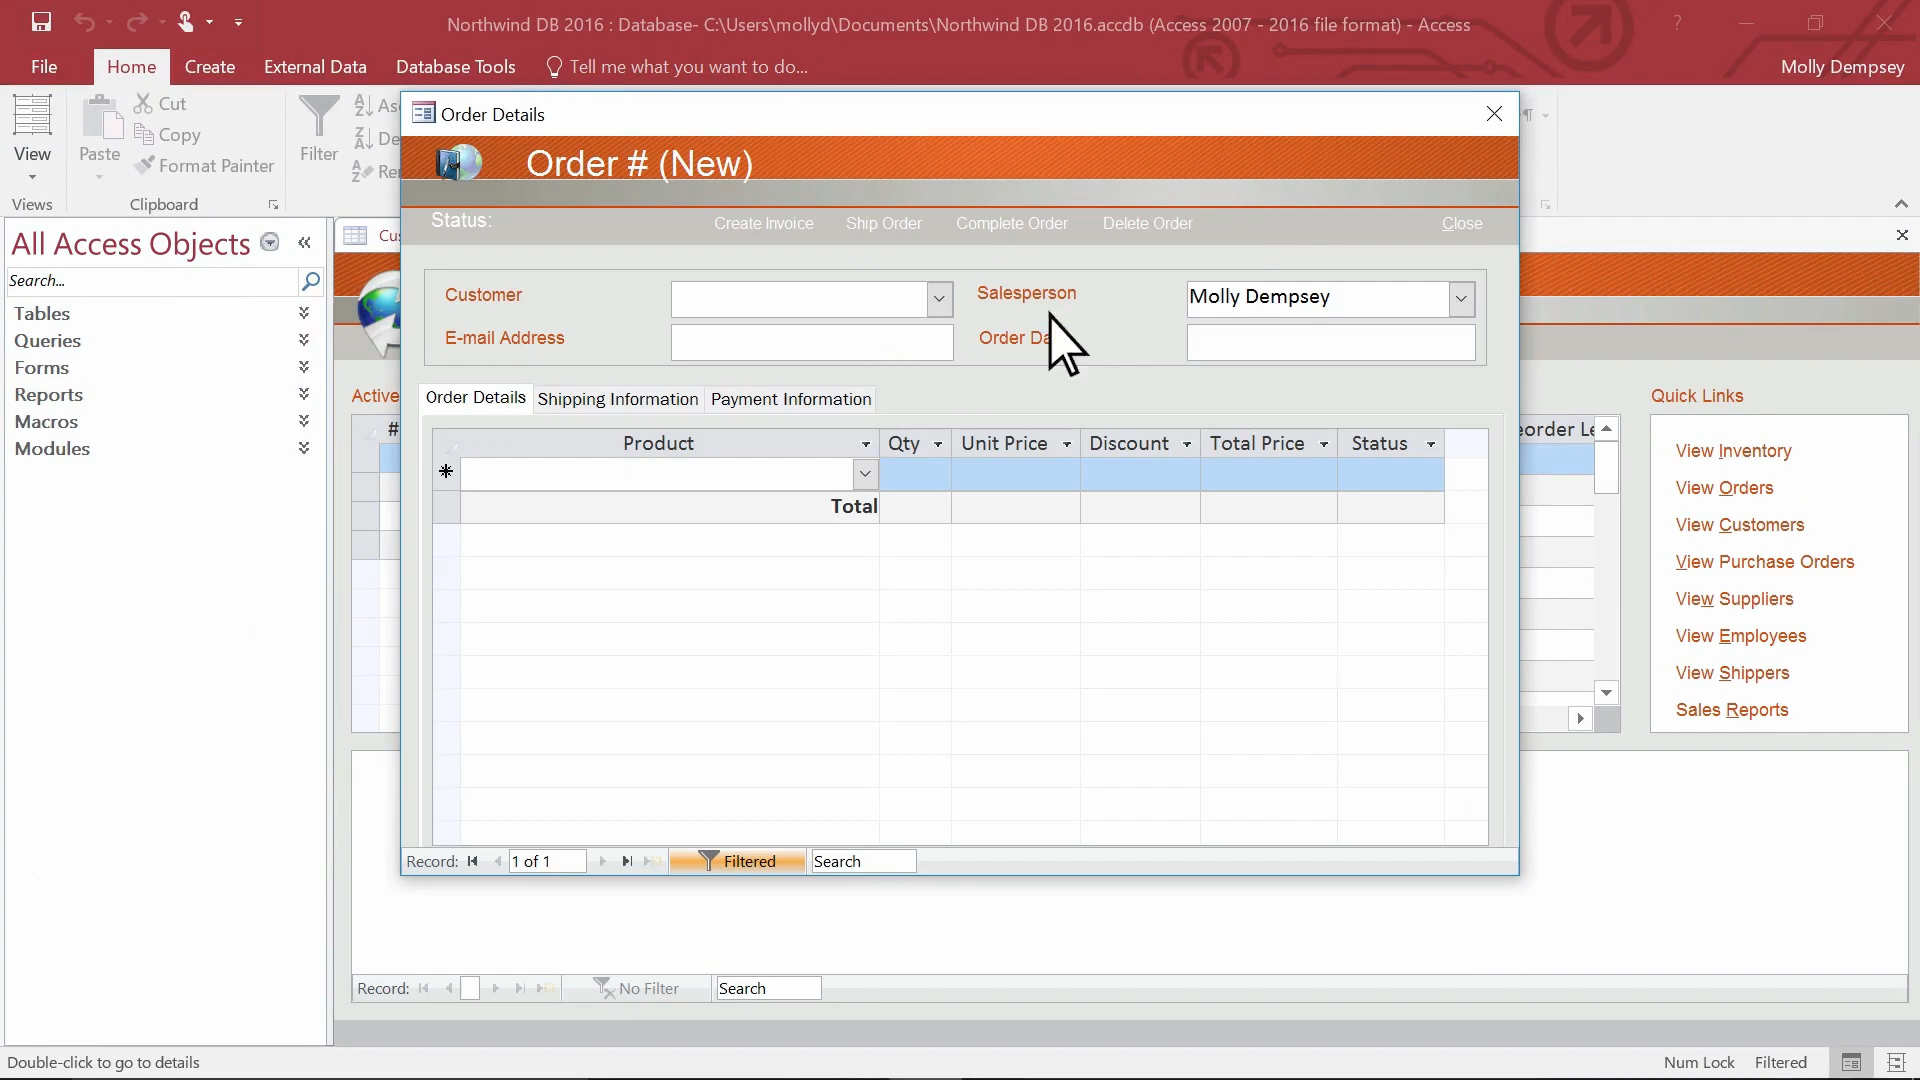 Northwind DB 2016 : Database- C:\Users\mollyd\Documents\Northwind DB 2016.accdb (Access 2007 - 2016 file format) - Access
?
File Home Create External Data Database Tools Tell me what you want to do... Molly Dempsey
View
Views
Paste
Cut
Copy
Format Painter
Clipboard
Filter
As
De
Re
Order Details
Order # (New)
Status: Create Invoice Ship Order Complete Order Delete Order Close
Customer Salesperson Molly Dempsey
E-mail Address Order Da
Order Details Shipping Information Payment Information
Product Qty Unit Price Discount Total Price Status
Total
Record: 1 of 1 Filtered Search
All Access Objects
Search...
Tables
Queries
Forms
Reports
Macros
Modules
Cu
Active
#
eorder Le
Quick Links
View Inventory
View Orders
View Customers
View Purchase Orders
View Suppliers
View Employees
View Shippers
Sales Reports
Record: No Filter Search
Double-click to go to details Num Lock Filtered